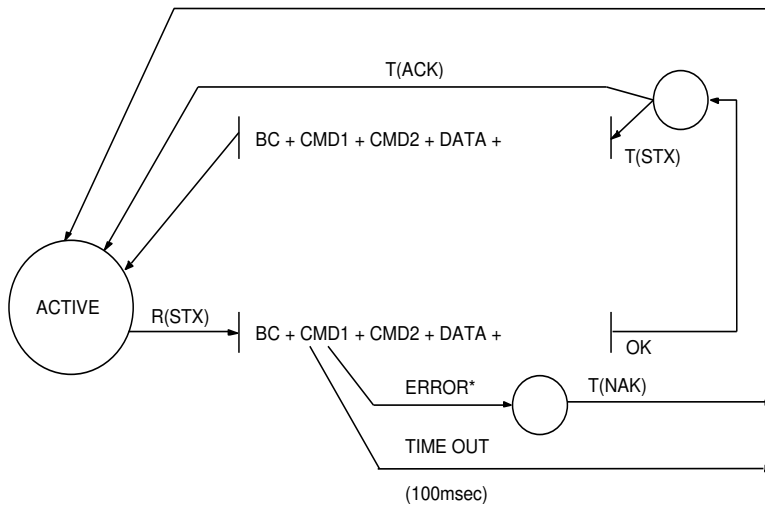 T(ACK)
BC + CMD1 + CMD2 + DATA +
T(STX)
ACTIVE
R(STX)
BC + CMD1 + CMD2 + DATA +
OK
ERROR*
T(NAK)
TIME OUT
(100msec)